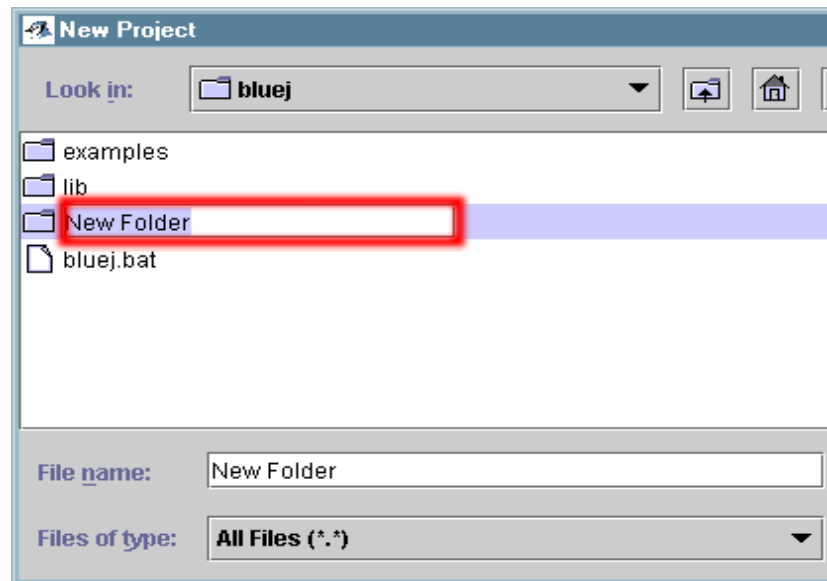 New Project
Look in: bluej
examples
lib
New Folder
bluej.bat
File name: New Folder
Files of type: All Files (*.*)